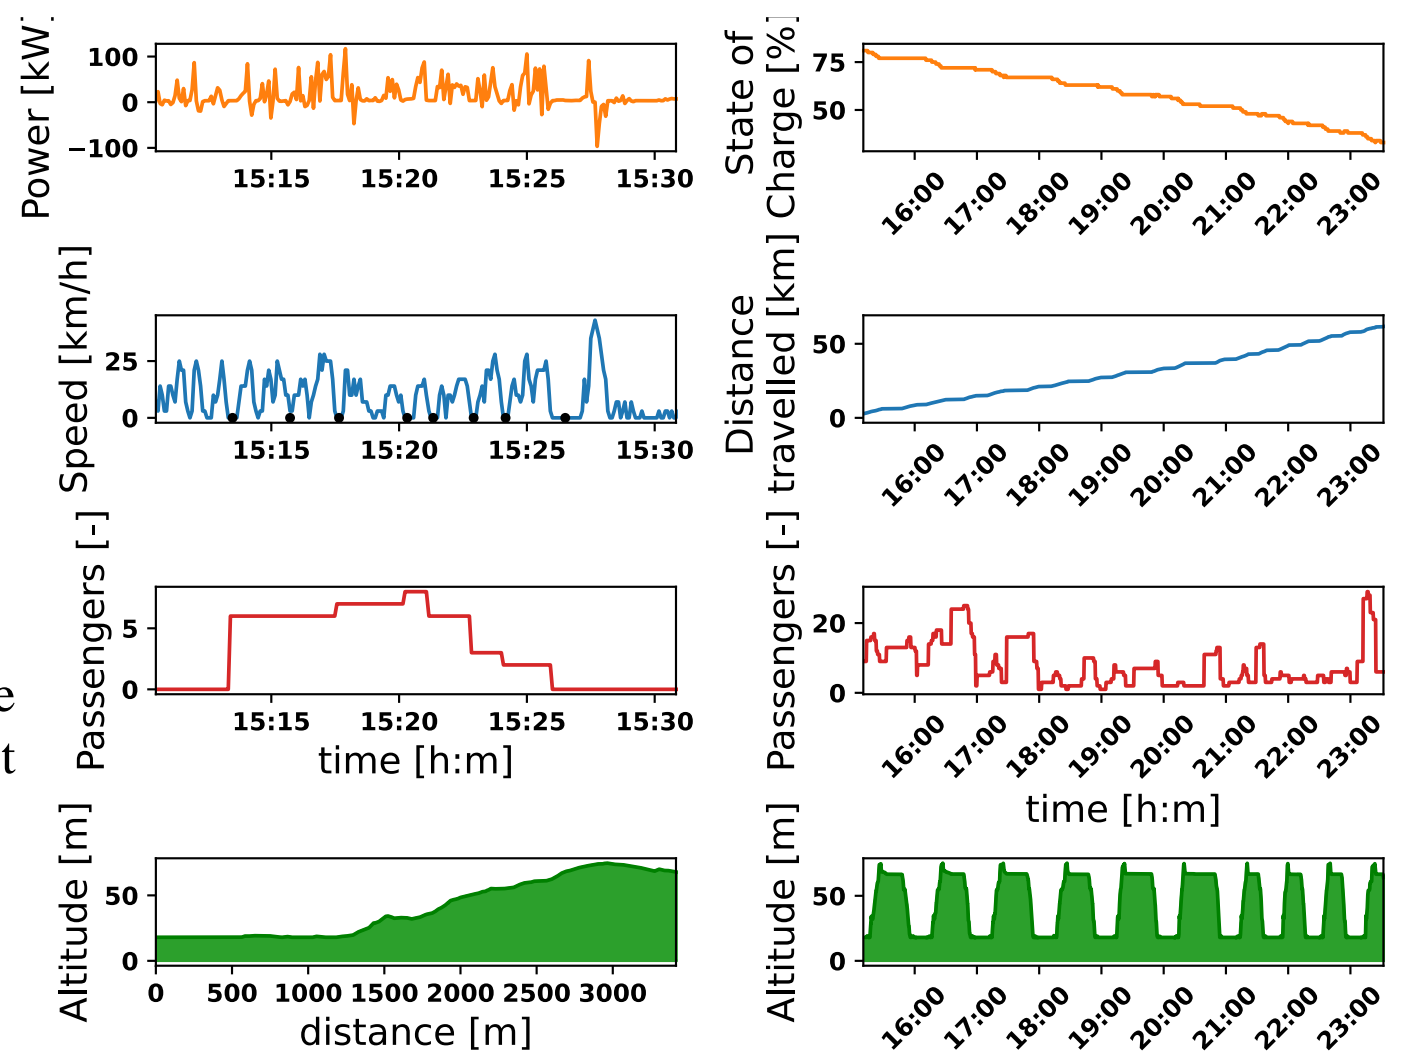 Power [kW]
100
0
−100
15:15 15:20 15:25 15:30
Speed [km/h]
25
0
15:15 15:20 15:25 15:30
Passengers [-]
5
0
15:15 15:20 15:25 15:30
time [h:m]
Altitude [m]
50
0
0 500 1000 1500 2000 2500 3000
distance [m]
State of
Charge [%]
75
50
16:00 17:00 18:00 19:00 20:00 21:00 22:00 23:00
Distance
travelled [km]
50
0
16:00 17:00 18:00 19:00 20:00 21:00 22:00 23:00
Passengers [-]
20
0
16:00 17:00 18:00 19:00 20:00 21:00 22:00 23:00
time [h:m]
Altitude [m]
50
0
16:00 17:00 18:00 19:00 20:00 21:00 22:00 23:00
e
t